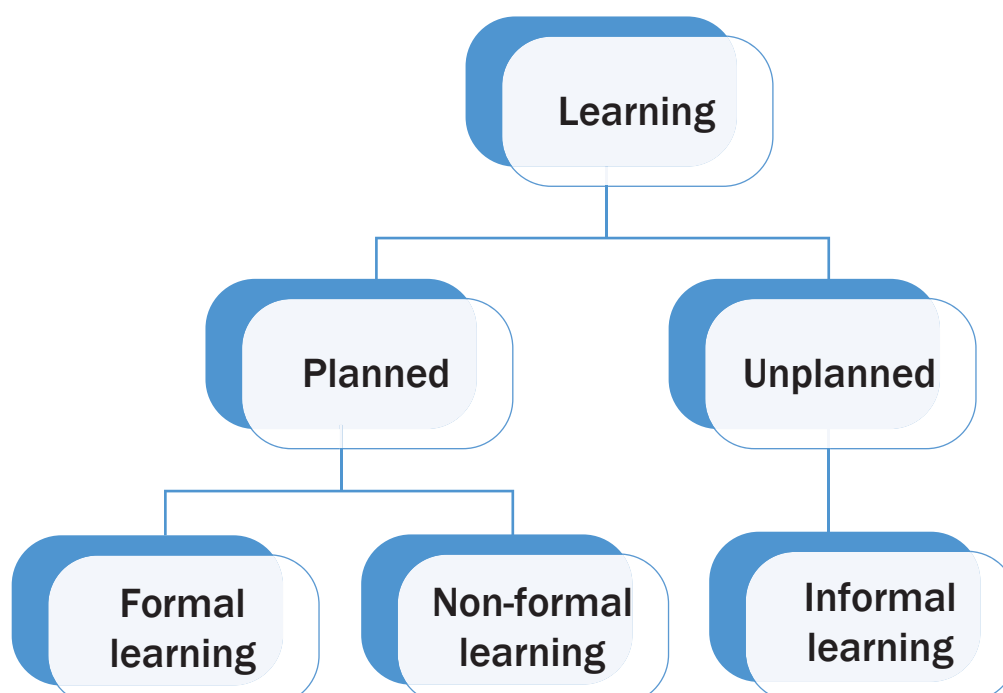 Learning
Planned
Unplanned
Formal
learning
Non-formal
learning
Informal
learning